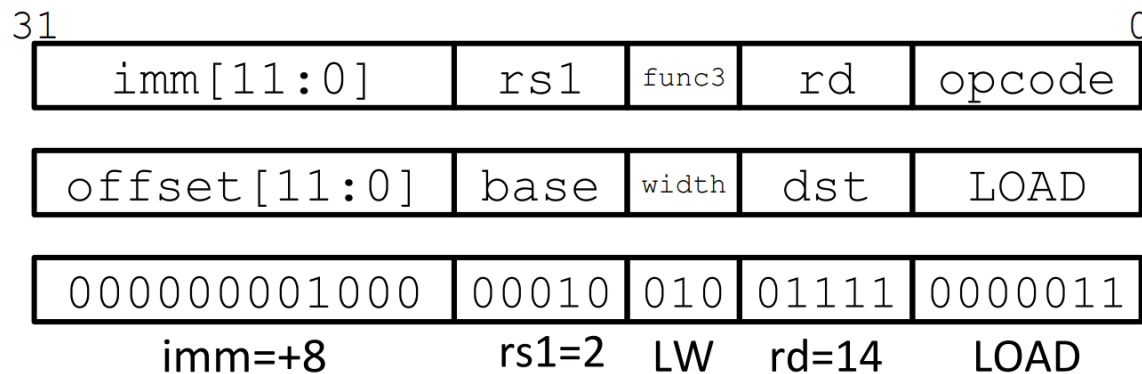 31 0
imm[11:0] rs1 func3 rd opcode
offset[11:0] base width dst LOAD
000000001000 00010 010 01111 0000011
imm=+8 rs1=2 LW rd=14 LOAD